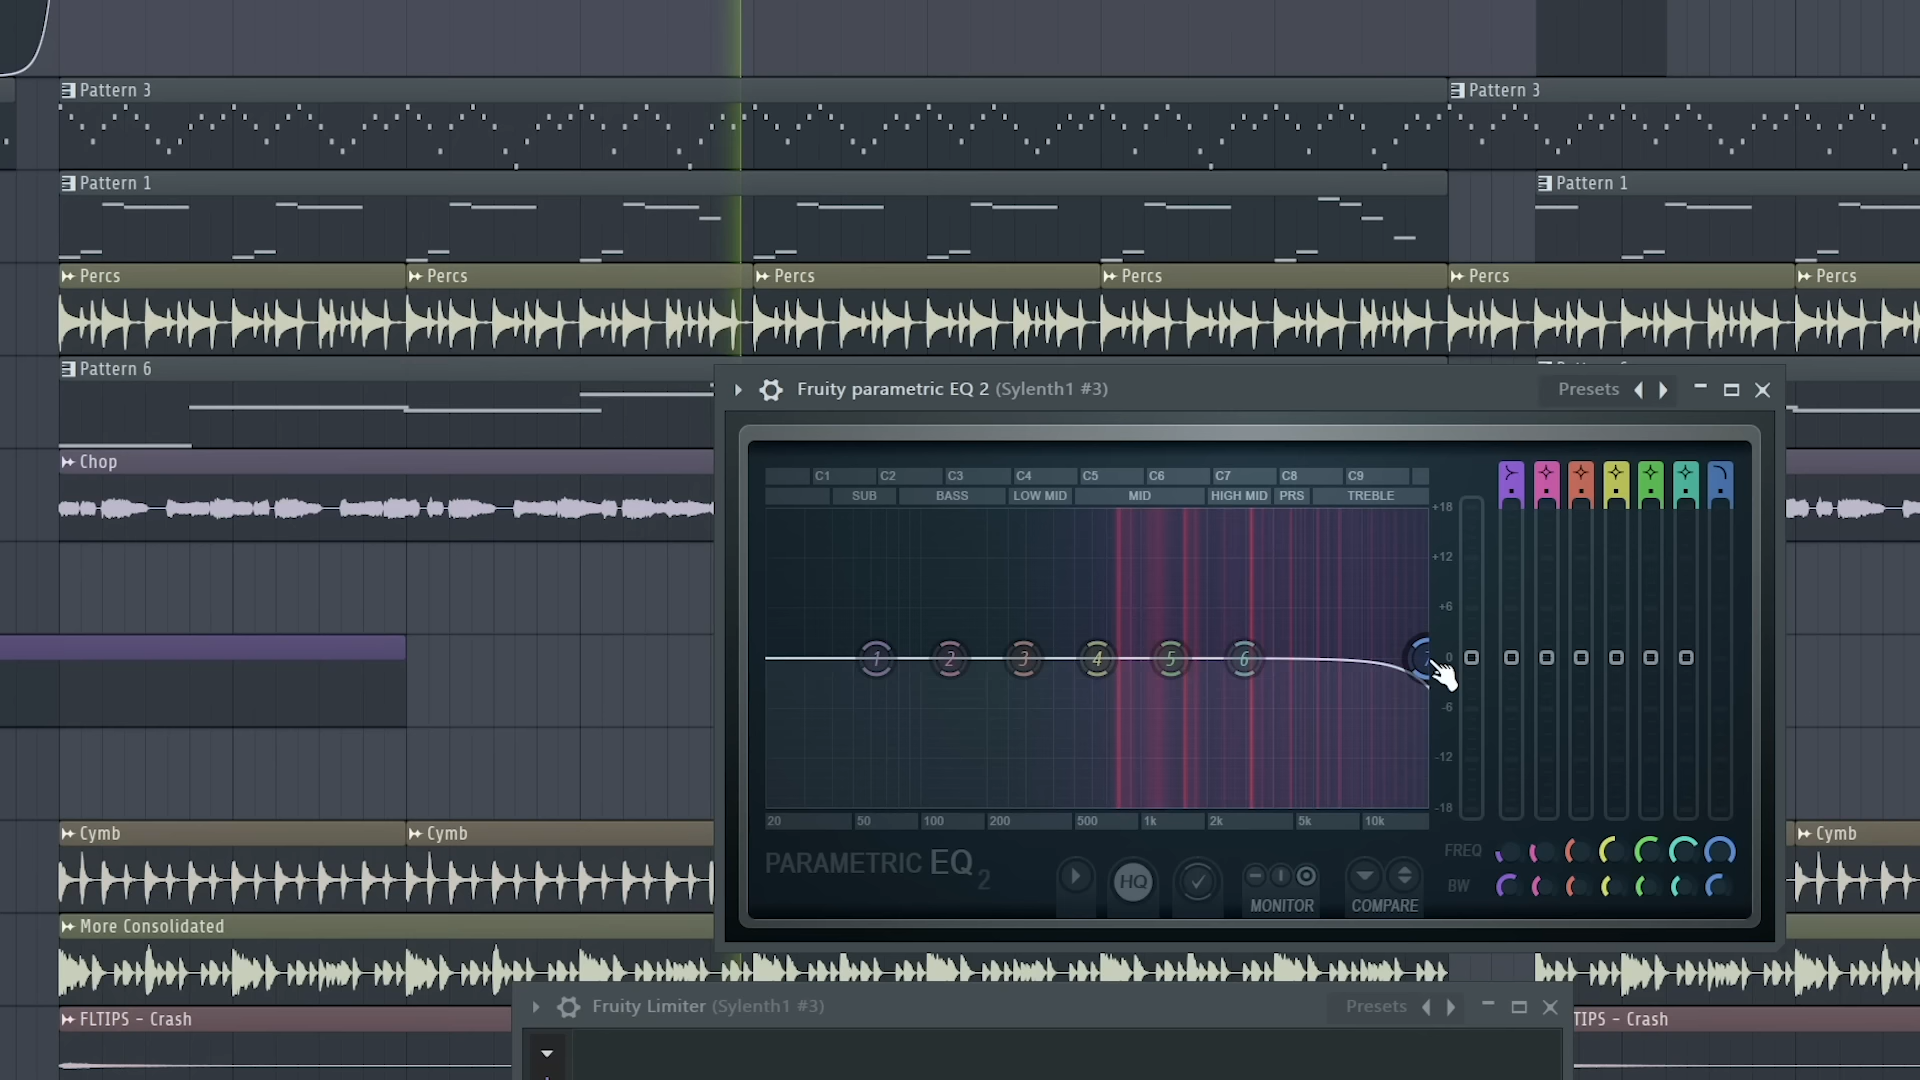 Pattern 3
Pattern 3
Pattern 1
Pattern 1
Percs
Percs
Percs
Percs
Percs
Percs
Pattern 6
Fruity parametric EQ 2 (Sylenth1 #3)
Presets
Chop
C1 C2 C3 C4 C5 C6 C7 C8 C9
SUB BASS LOW MID MID HIGH MID PRS TREBLE
+18
+12
+6
1 2 3 4 5 6 7 0
-6
-12
-18
20 50 100 200 500 1k 2k 5k 10k
Cymb
Cymb
Cymb
PARAMETRIC EQ 2
HQ
MONITOR
COMPARE
FREQ
BW
More Consolidated
Fruity Limiter (Sylenth1 #3)
Presets
FLTIPS - Crash
TIPS - Crash